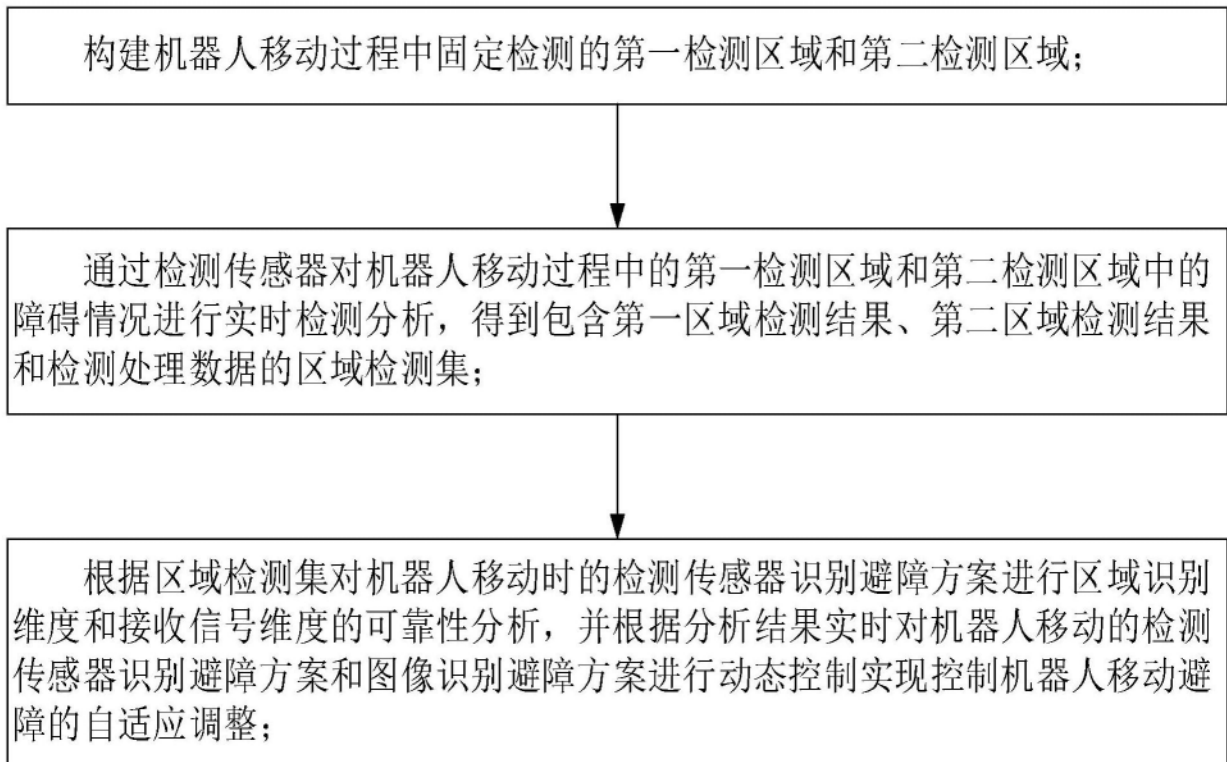 构建机器人移动过程中固定检测的第一检测区域和第二检测区域；
通过检测传感器对机器人移动过程中的第一检测区域和第二检测区域中的
障碍情况进行实时检测分析，得到包含第一区域检测结果、第二区域检测结果
和检测处理数据的区域检测集；
根据区域检测集对机器人移动时的检测传感器识别避障方案进行区域识别
维度和接收信号维度的可靠性分析，并根据分析结果实时对机器人移动的检测
传感器识别避障方案和图像识别避障方案进行动态控制实现控制机器人移动避
障的自适应调整；